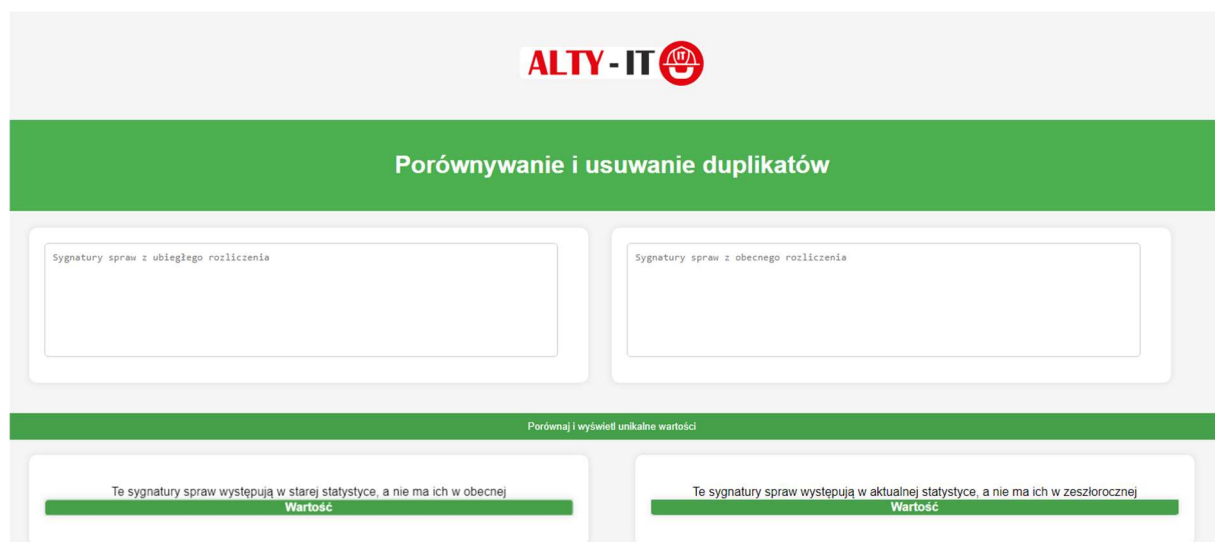 ALTY - IT IT
Porównywanie i usuwanie duplikatów
Sygnatury spraw z ubiegłego rozliczenia
Sygnatury spraw z obecnego rozliczenia
Porównaj i wyświetl unikalne wartości
Te sygnatury spraw występują w starej statystyce, a nie ma ich w obecnej
Wartość
Te sygnatury spraw występują w aktualnej statystyce, a nie ma ich w zeszłorocznej
Wartość